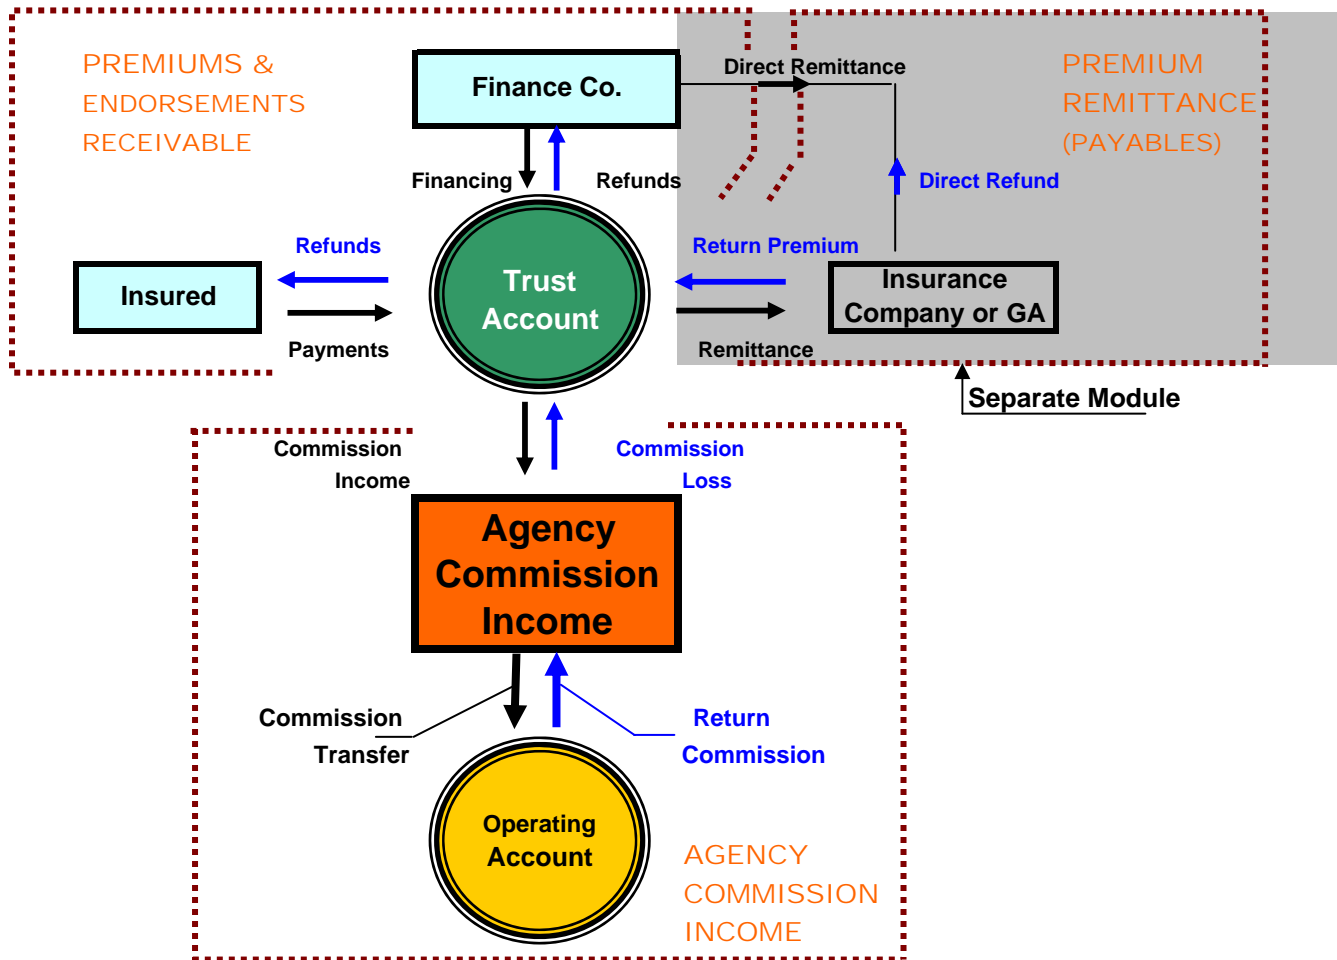 PREMIUMS &
ENDORSEMENTS
RECEIVABLE
Finance Co.
Direct Remittance
PREMIUM
REMITTANCE
(PAYABLES)
Financing
Refunds
Direct Refund
Refunds
Return Premium
Insured
Trust
Account
Insurance
Company or GA
Payments
Remittance
Separate Module
Commission
Income
Commission
Loss
Agency
Commission
Income
Commission
Transfer
Return
Commission
Operating
Account
AGENCY
COMMISSION
INCOME